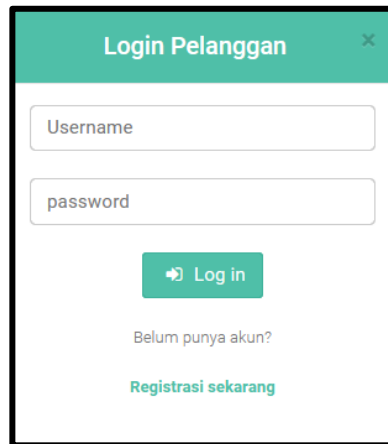 Login Pelanggan ×
Username
password
Log in
Belum punya akun?
Registrasi sekarang